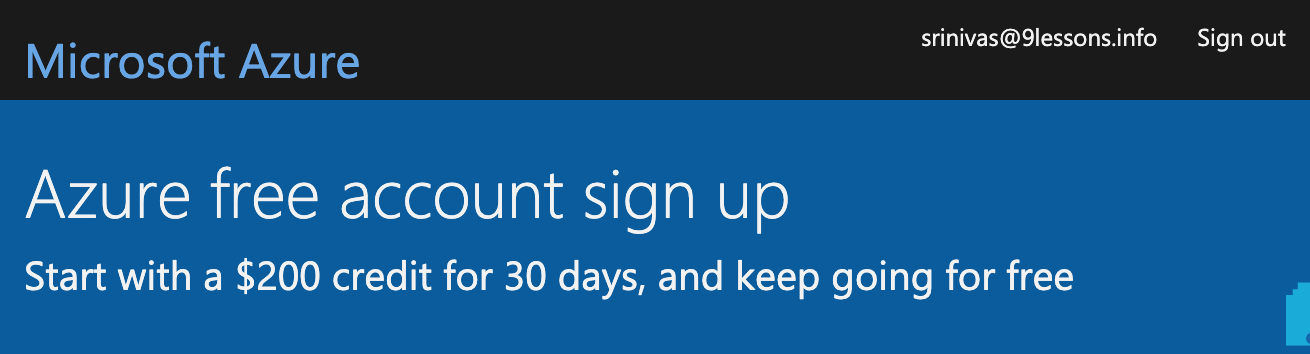 Microsoft Azure
srinivas@9lessons.info Sign out
Azure free account sign up
Start with a $200 credit for 30 days, and keep going for free